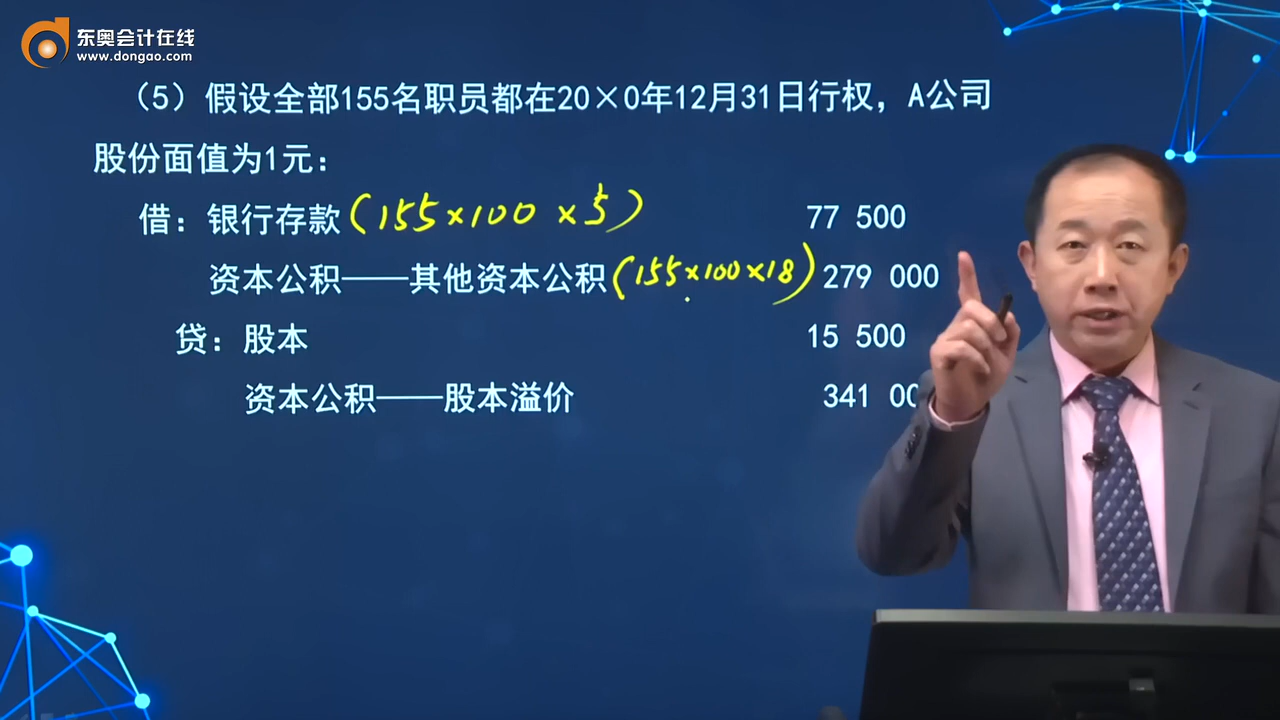 东奥会计在线
www.dongao.com
(5)假设全部155名职员都在20×0年12月31日行权,A公司
股份面值为1元:
借:银行存款(155×100×5) 77 500
资本公积——其他资本公积(155×100×18) 279 000
贷:股本 15 500
资本公积——股本溢价 341